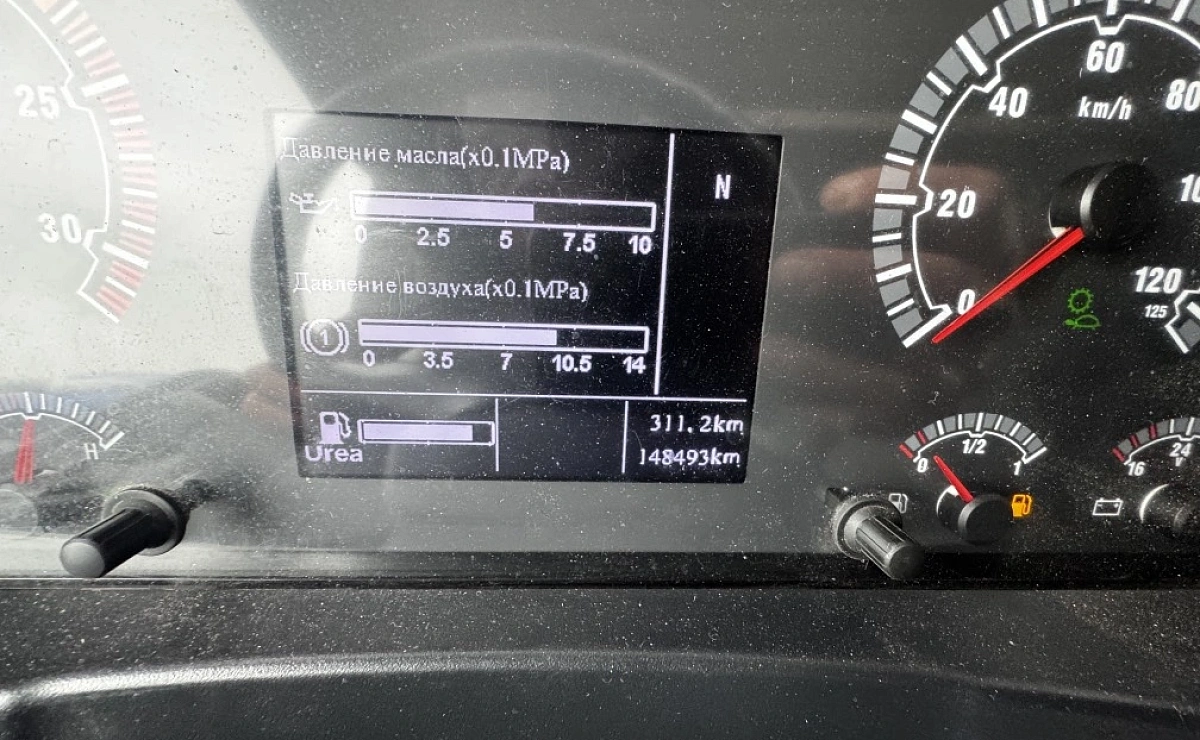 25
30
H
Давление масла(x0.1MPa)
0 2.5 5 7.5 10
Давление воздуха(x0.1MPa)
1
0 3.5 7 10.5 14
Urea
N
311.2km
148493km
0 20 40 60 80
km/h
120
125
0 1/2 1
16 24
V